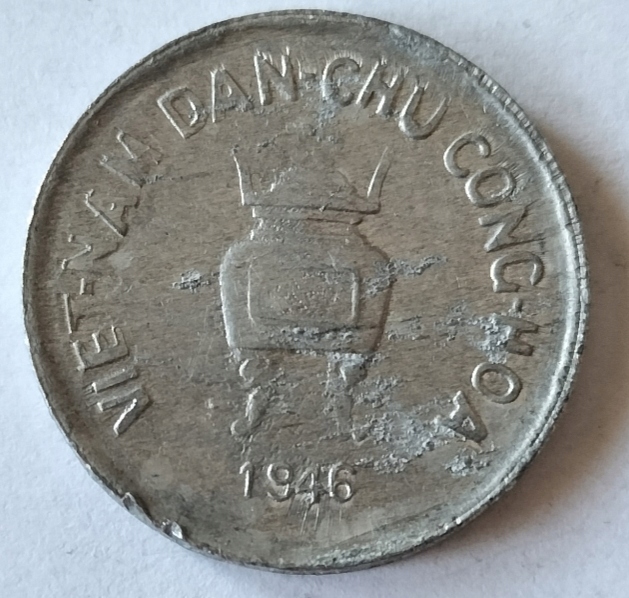 VIET-NAM DAN-CHU CONG-HOA
1946